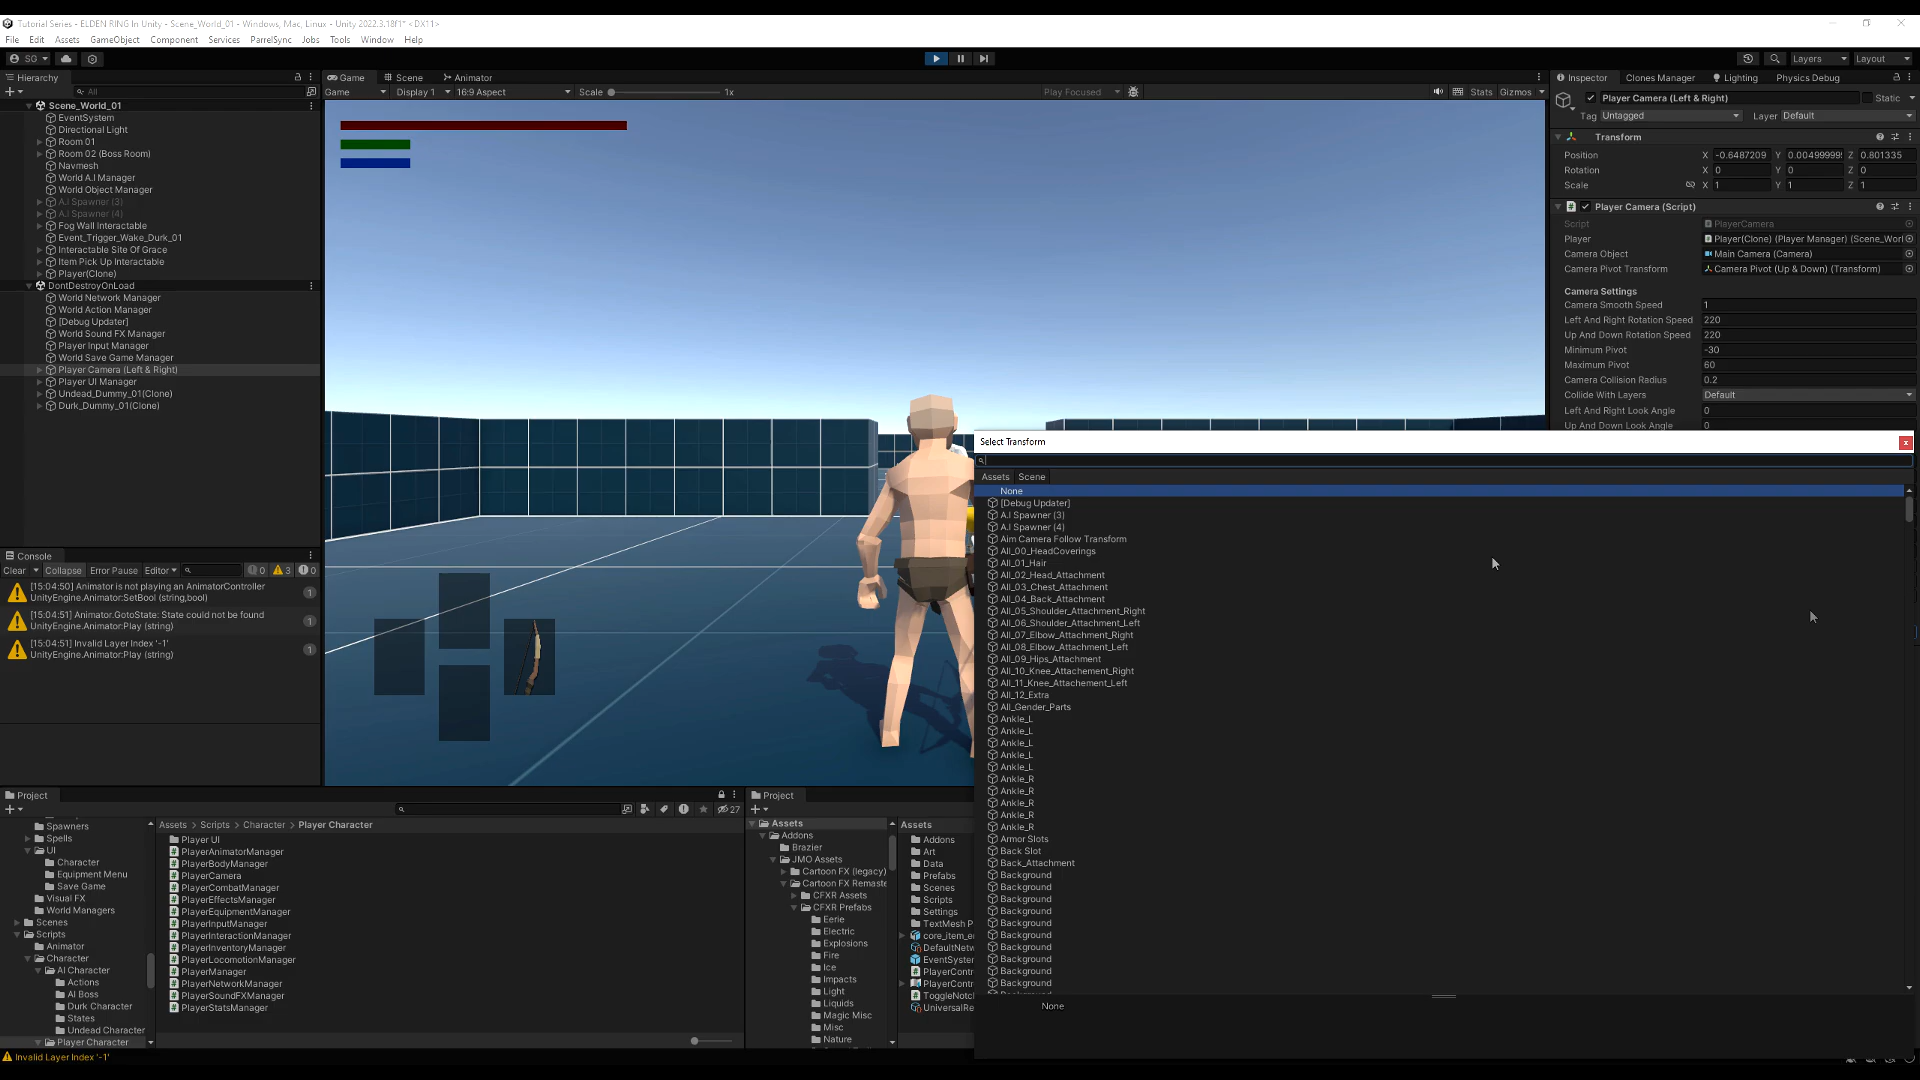 Tutorial Series - ELDEN RING In Unity - Scene_World_01 - Windows, Mac, Linux - Unity 2022.3.18f1* <DX11>
File Edit Assets GameObject Component Services ParrelSync Jobs Tools Window Help
SG
Layers Layout
Hierarchy
All
Scene_World_01
EventSystem
Directional Light
Room 01
Room 02 (Boss Room)
Navmesh
World A.I Manager
World Object Manager
A.I Spawner (3)
A.I Spawner (4)
Fog Wall Interactable
Event_Trigger_Wake_Durk_01
Interactable Site Of Grace
Item Pick Up Interactable
Player(Clone)
DontDestroyOnLoad
World Network Manager
World Action Manager
[Debug Updater]
World Sound FX Manager
Player Input Manager
World Save Game Manager
Player Camera (Left & Right)
Player UI Manager
Undead_Dummy_01(Clone)
Durk_Dummy_01(Clone)
Game Scene Animator
Game Display 1 16:9 Aspect Scale 1x Play Focused Stats Gizmos
Inspector Clones Manager Lighting Physics Debug
Player Camera (Left & Right) Static
Tag Untagged Layer Default
Transform
Position X -0.6487209 Y 0.00499999 Z 0.801335
Rotation X 0 Y 0 Z 0
Scale X 1 Y 1 Z 1
Player Camera (Script)
Script PlayerCamera
Player Player(Clone) (Player Manager) (Scene_Worl
Camera Object Main Camera (Camera)
Camera Pivot Transform Camera Pivot (Up & Down) (Transform)
Camera Settings
Camera Smooth Speed 1
Left And Right Rotation Speed 220
Up And Down Rotation Speed 220
Minimum Pivot -30
Maximum Pivot 60
Camera Collision Radius 0.2
Collide With Layers Default
Left And Right Look Angle 0
Up And Down Look Angle 0
Select Transform
Assets Scene
None
[Debug Updater]
A.I Spawner (3)
A.I Spawner (4)
Aim Camera Follow Transform
All_00_HeadCoverings
All_01_Hair
All_02_Head_Attachment
All_03_Chest_Attachment
All_04_Back_Attachment
All_05_Shoulder_Attachment_Right
All_06_Shoulder_Attachment_Left
All_07_Elbow_Attachment_Right
All_08_Elbow_Attachment_Left
All_09_Hips_Attachment
All_10_Knee_Attachement_Right
All_11_Knee_Attachement_Left
All_12_Extra
All_Gender_Parts
Ankle_L
Ankle_L
Ankle_L
Ankle_L
Ankle_L
Ankle_R
Ankle_R
Ankle_R
Ankle_R
Ankle_R
Armor Slots
Back Slot
Back_Attachment
Background
Background
Background
Background
Background
Background
Background
Background
Background
Background
None
Console
Clear Collapse Error Pause Editor 0 3 0
[15:04:50] Animator is not playing an AnimatorController
UnityEngine.Animator:SetBool (string,bool)
1
[15:04:51] Animator.GotoState: State could not be found
UnityEngine.Animator:Play (string)
1
[15:04:51] Invalid Layer Index '-1'
UnityEngine.Animator:Play (string)
1
Project
27
Spawners
Spells
UI
Character
Equipment Menu
Save Game
Visual FX
World Managers
Scenes
Scripts
Animator
Character
AI Character
Actions
AI Boss
Durk Character
States
Undead Character
Player Character
Assets > Scripts > Character > Player Character
Player UI
PlayerAnimatorManager
PlayerBodyManager
PlayerCamera
PlayerCombatManager
PlayerEffectsManager
PlayerEquipmentManager
PlayerInputManager
PlayerInteractionManager
PlayerInventoryManager
PlayerLocomotionManager
PlayerManager
PlayerNetworkManager
PlayerSoundFXManager
PlayerStatsManager
Project
Assets
Addons
Brazier
JMO Assets
Cartoon FX (legacy)
Cartoon FX Remaste
CFXR Assets
CFXR Prefabs
Eerie
Electric
Explosions
Fire
Ice
Impacts
Light
Liquids
Magic Misc
Misc
Nature
Assets
Addons
Art
Data
Prefabs
Scenes
Scripts
Settings
TextMesh P
core_item_e
DefaultNetw
EventSystem
PlayerContr
PlayerContr
ToggleNotch
UniversalRe
Invalid Layer Index '-1'